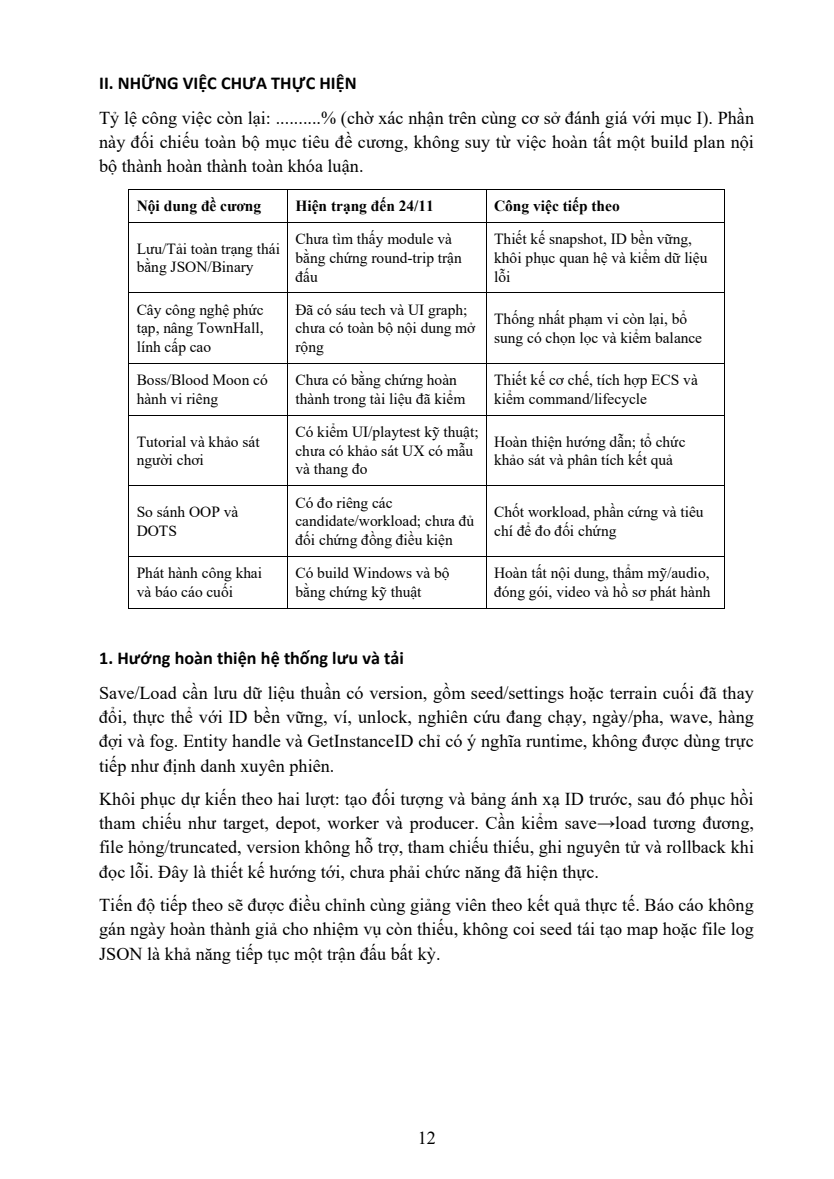 II. NHỮNG VIỆC CHƯA THỰC HIỆN
Tỷ lệ công việc còn lại: ..........% (chờ xác nhận trên cùng cơ sở đánh giá với mục I). Phần
này đối chiếu toàn bộ mục tiêu đề cương, không suy từ việc hoàn tất một build plan nội
bộ thành hoàn thành toàn khóa luận.
Nội dung đề cương
Hiện trạng đến 24/11
Công việc tiếp theo
Lưu/Tải toàn trạng thái
bằng JSON/Binary
Chưa tìm thấy module và
bằng chứng round-trip trận
đấu
Thiết kế snapshot, ID bền vững,
khôi phục quan hệ và kiểm dữ liệu
lỗi
Cây công nghệ phức
tạp, nâng TownHall,
lính cấp cao
Đã có sáu tech và UI graph;
chưa có toàn bộ nội dung mở
rộng
Thống nhất phạm vi còn lại, bổ
sung có chọn lọc và kiểm balance
Boss/Blood Moon có
hành vi riêng
Chưa có bằng chứng hoàn
thành trong tài liệu đã kiểm
Thiết kế cơ chế, tích hợp ECS và
kiểm command/lifecycle
Tutorial và khảo sát
người chơi
Có kiểm UI/playtest kỹ thuật;
chưa có khảo sát UX có mẫu
và thang đo
Hoàn thiện hướng dẫn; tổ chức
khảo sát và phân tích kết quả
So sánh OOP và
DOTS
Có đo riêng các
candidate/workload; chưa đủ
đối chứng đồng điều kiện
Chốt workload, phần cứng và tiêu
chí để đo đối chứng
Phát hành công khai
và báo cáo cuối
Có build Windows và bộ
bằng chứng kỹ thuật
Hoàn tất nội dung, thẩm mỹ/audio,
đóng gói, video và hồ sơ phát hành
1. Hướng hoàn thiện hệ thống lưu và tải
Save/Load cần lưu dữ liệu thuần có version, gồm seed/settings hoặc terrain cuối đã thay
đổi, thực thể với ID bền vững, ví, unlock, nghiên cứu đang chạy, ngày/pha, wave, hàng
đợi và fog. Entity handle và GetInstanceID chỉ có ý nghĩa runtime, không được dùng trực
tiếp như định danh xuyên phiên.
Khôi phục dự kiến theo hai lượt: tạo đối tượng và bảng ánh xạ ID trước, sau đó phục hồi
tham chiếu như target, depot, worker và producer. Cần kiểm save→load tương đương,
file hỏng/truncated, version không hỗ trợ, tham chiếu thiếu, ghi nguyên tử và rollback khi
đọc lỗi. Đây là thiết kế hướng tới, chưa phải chức năng đã hiện thực.
Tiến độ tiếp theo sẽ được điều chỉnh cùng giảng viên theo kết quả thực tế. Báo cáo không
gán ngày hoàn thành giả cho nhiệm vụ còn thiếu, không coi seed tái tạo map hoặc file log
JSON là khả năng tiếp tục một trận đấu bất kỳ.
12